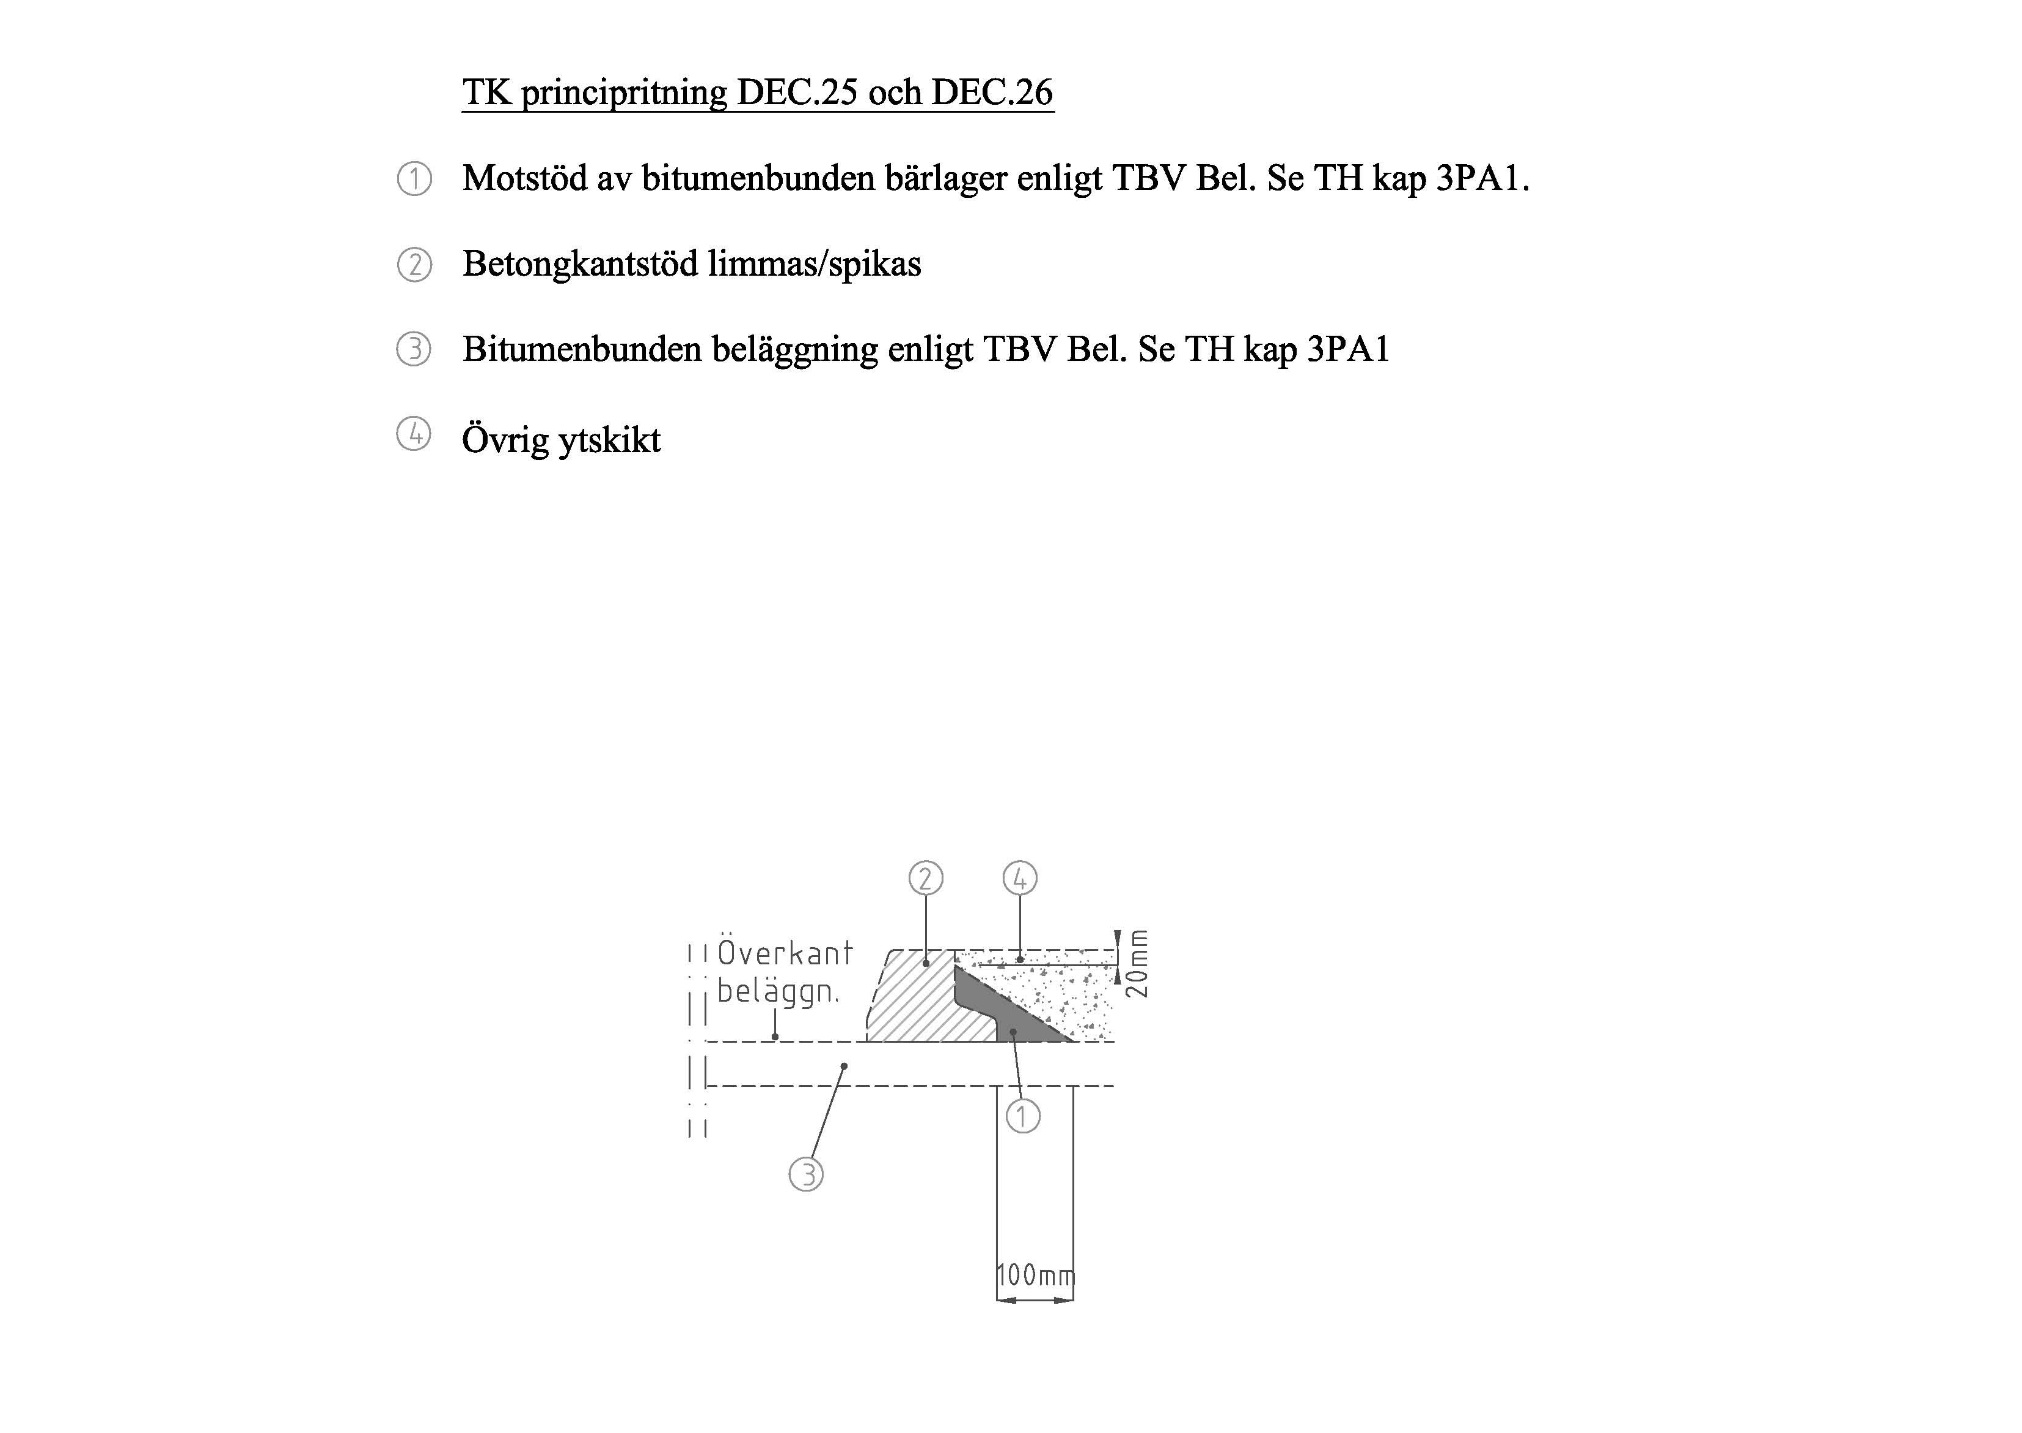 TK principritning DEC.25 och DEC.26
1 Motstöd av bitumenbunden bärlager enligt TBV Bel. Se TH kap 3PA1.
2 Betongkantstöd limmas/spikas
3 Bitumenbunden beläggning enligt TBV Bel. Se TH kap 3PA1
4 Övrig ytskikt
2
4
Överkant
beläggn.
20mm
1
3
100mm